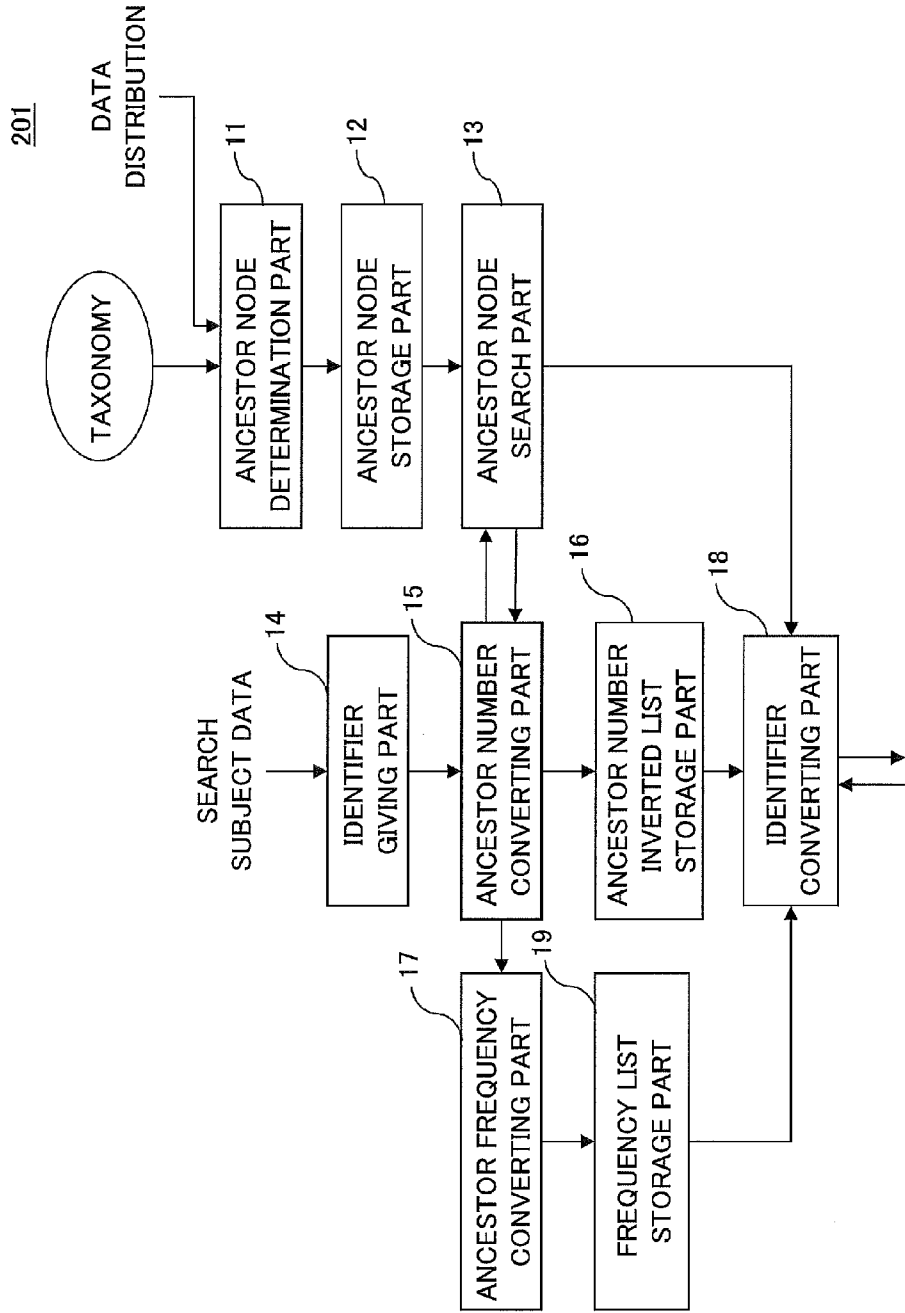 201
TAXONOMY
DATA
DISTRIBUTION
11
ANCESTOR NODE
DETERMINATION PART
12
ANCESTOR NODE
STORAGE PART
13
ANCESTOR NODE
SEARCH PART
SEARCH
SUBJECT DATA
14
IDENTIFIER
GIVING PART
15
ANCESTOR NUMBER
CONVERTING PART
16
ANCESTOR NUMBER
INVERTED LIST
STORAGE PART
18
IDENTIFIER
CONVERTING PART
17
ANCESTOR FREQUENCY
CONVERTING PART
19
FREQUENCY LIST
STORAGE PART